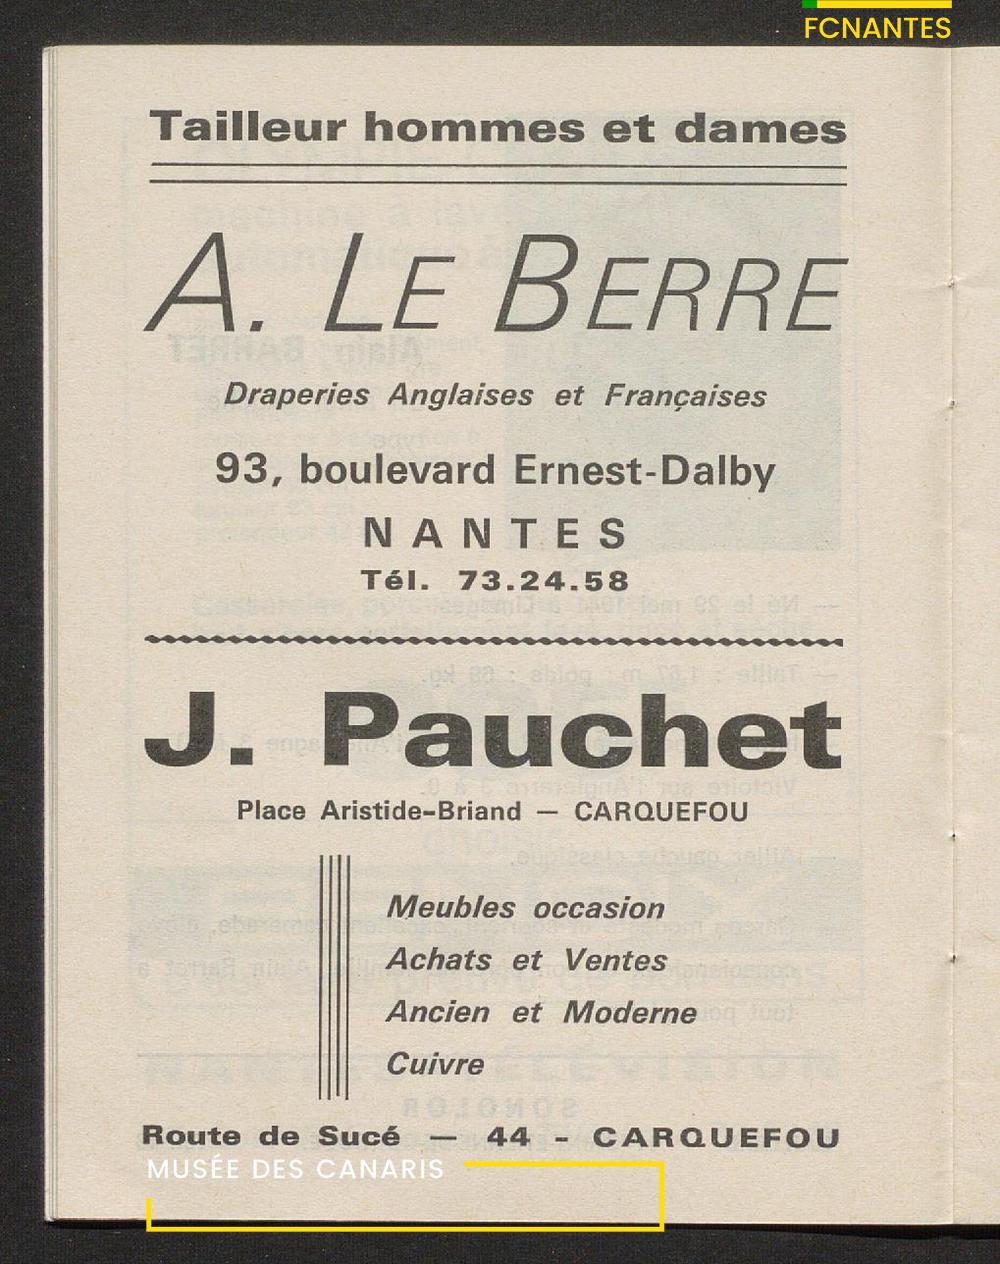 FCNANTES
Tailleur hommes et dames
A. LE BERRE
Draperies Anglaises et Françaises
93, boulevard Ernest-Dalby
NANTES
Tél. 73.24.58
J. Pauchet
Place Aristide-Briand — CARQUEFOU
Meubles occasion
Achats et Ventes
Ancien et Moderne
Cuivre
Route de Sucé — 44 - CARQUEFOU
MUSÉE DES CANARIS